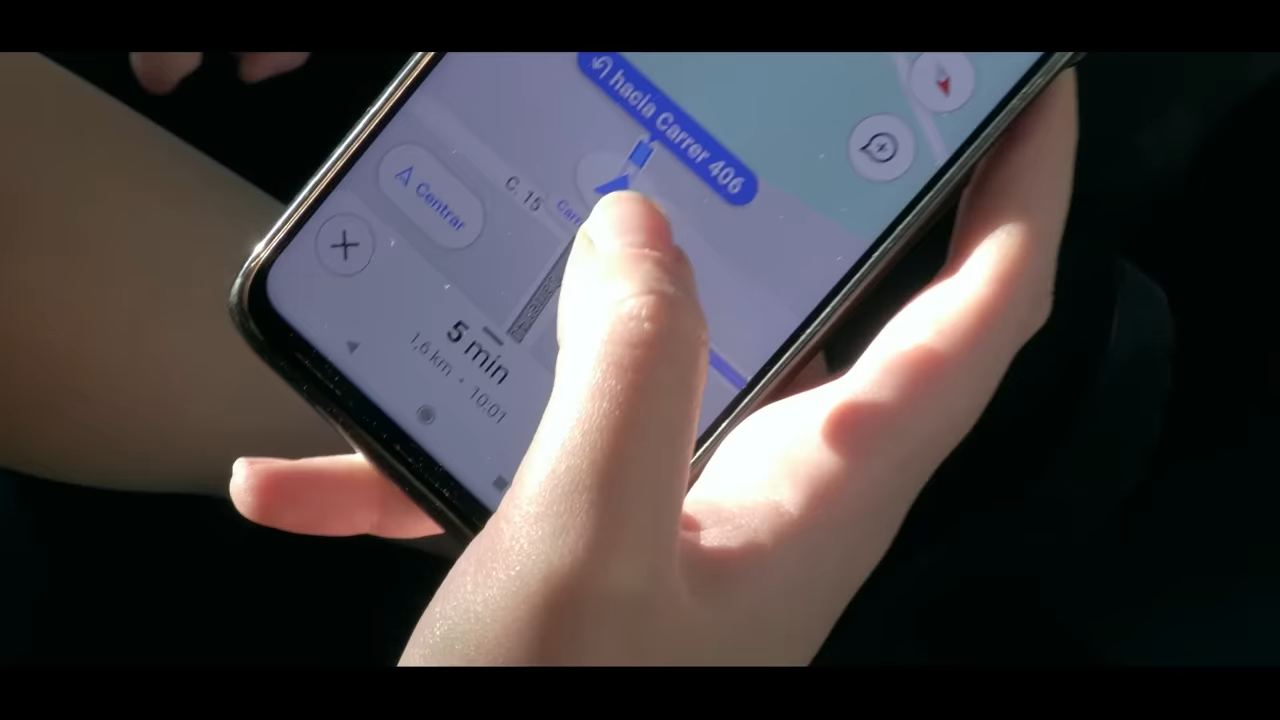 hacia Carrer 406
Centrar
C. 15
5 min
1,6 km · 10:01